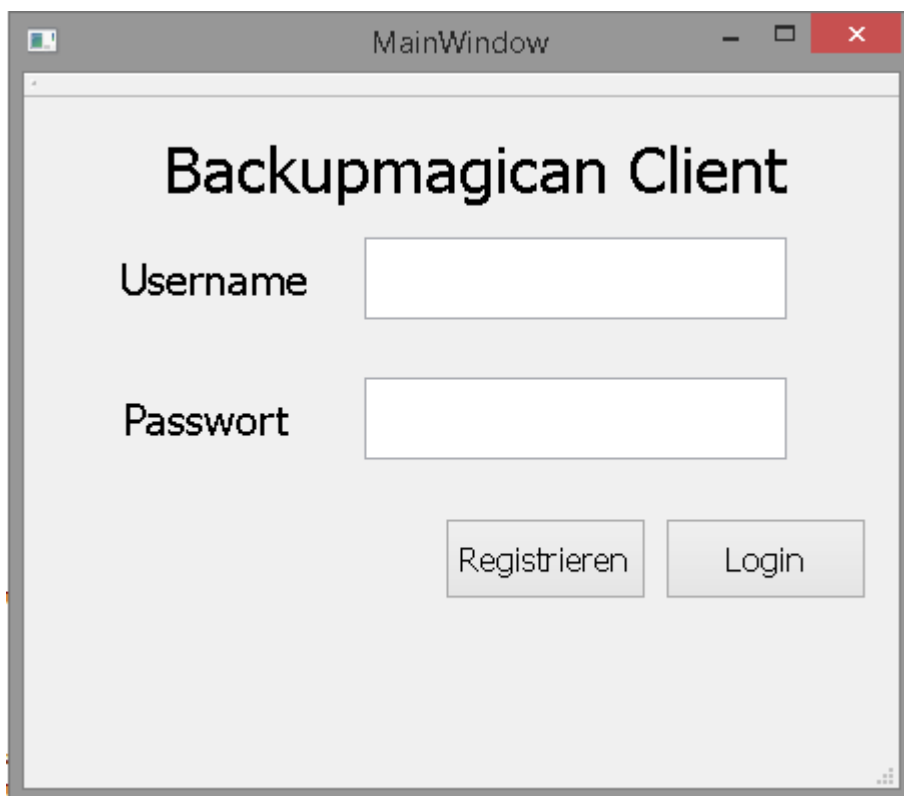 MainWindow
Backupmagican Client
Username
Passwort
Registrieren Login